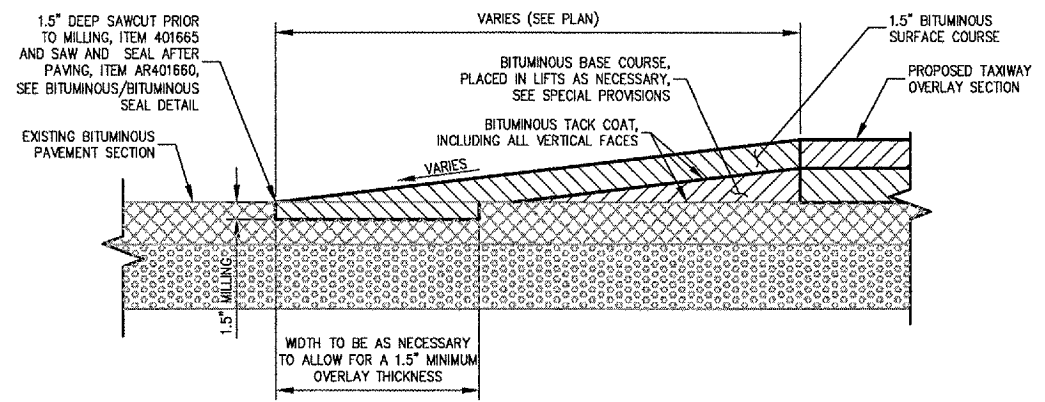 1.5" DEEP SAWCUT PRIOR
TO MILLING, ITEM 401665
AND SAW AND SEAL AFTER
PAVING, ITEM AR401660,
SEE BITUMINOUS/BITUMINOUS
SEAL DETAIL
EXISTING BITUMINOUS
PAVEMENT SECTION
VARIES (SEE PLAN)
BITUMINOUS BASE COURSE,
PLACED IN LIFTS AS NECESSARY,
SEE SPECIAL PROVISIONS
BITUMINOUS TACK COAT,
INCLUDING ALL VERTICAL FACES
VARIES
1.5" BITUMINOUS
SURFACE COURSE
PROPOSED TAXIWAY
OVERLAY SECTION
1.5" MILLING
WIDTH TO BE AS NECESSARY
TO ALLOW FOR A 1.5" MINIMUM
OVERLAY THICKNESS